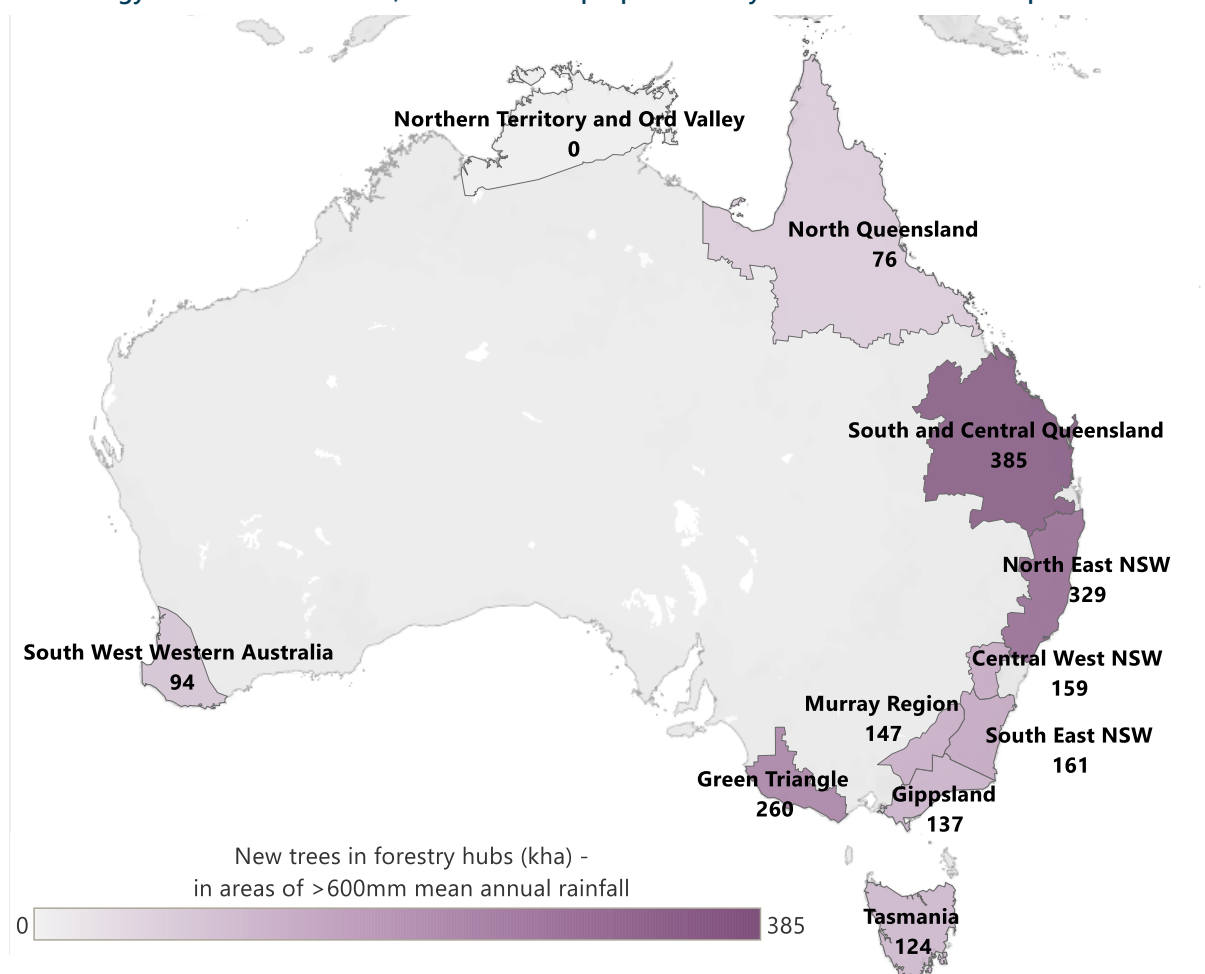 Northern Territory and Ord Valley
0
North Queensland
76
South and Central Queensland
385
North East NSW
329
South West Western Australia
94
Central West NSW
159
Murray Region
147
South East NSW
161
Green Triangle
260
Gippsland
137
New trees in forestry hubs (kha) -
in areas of >600mm mean annual rainfall
0
385
Tasmania
124